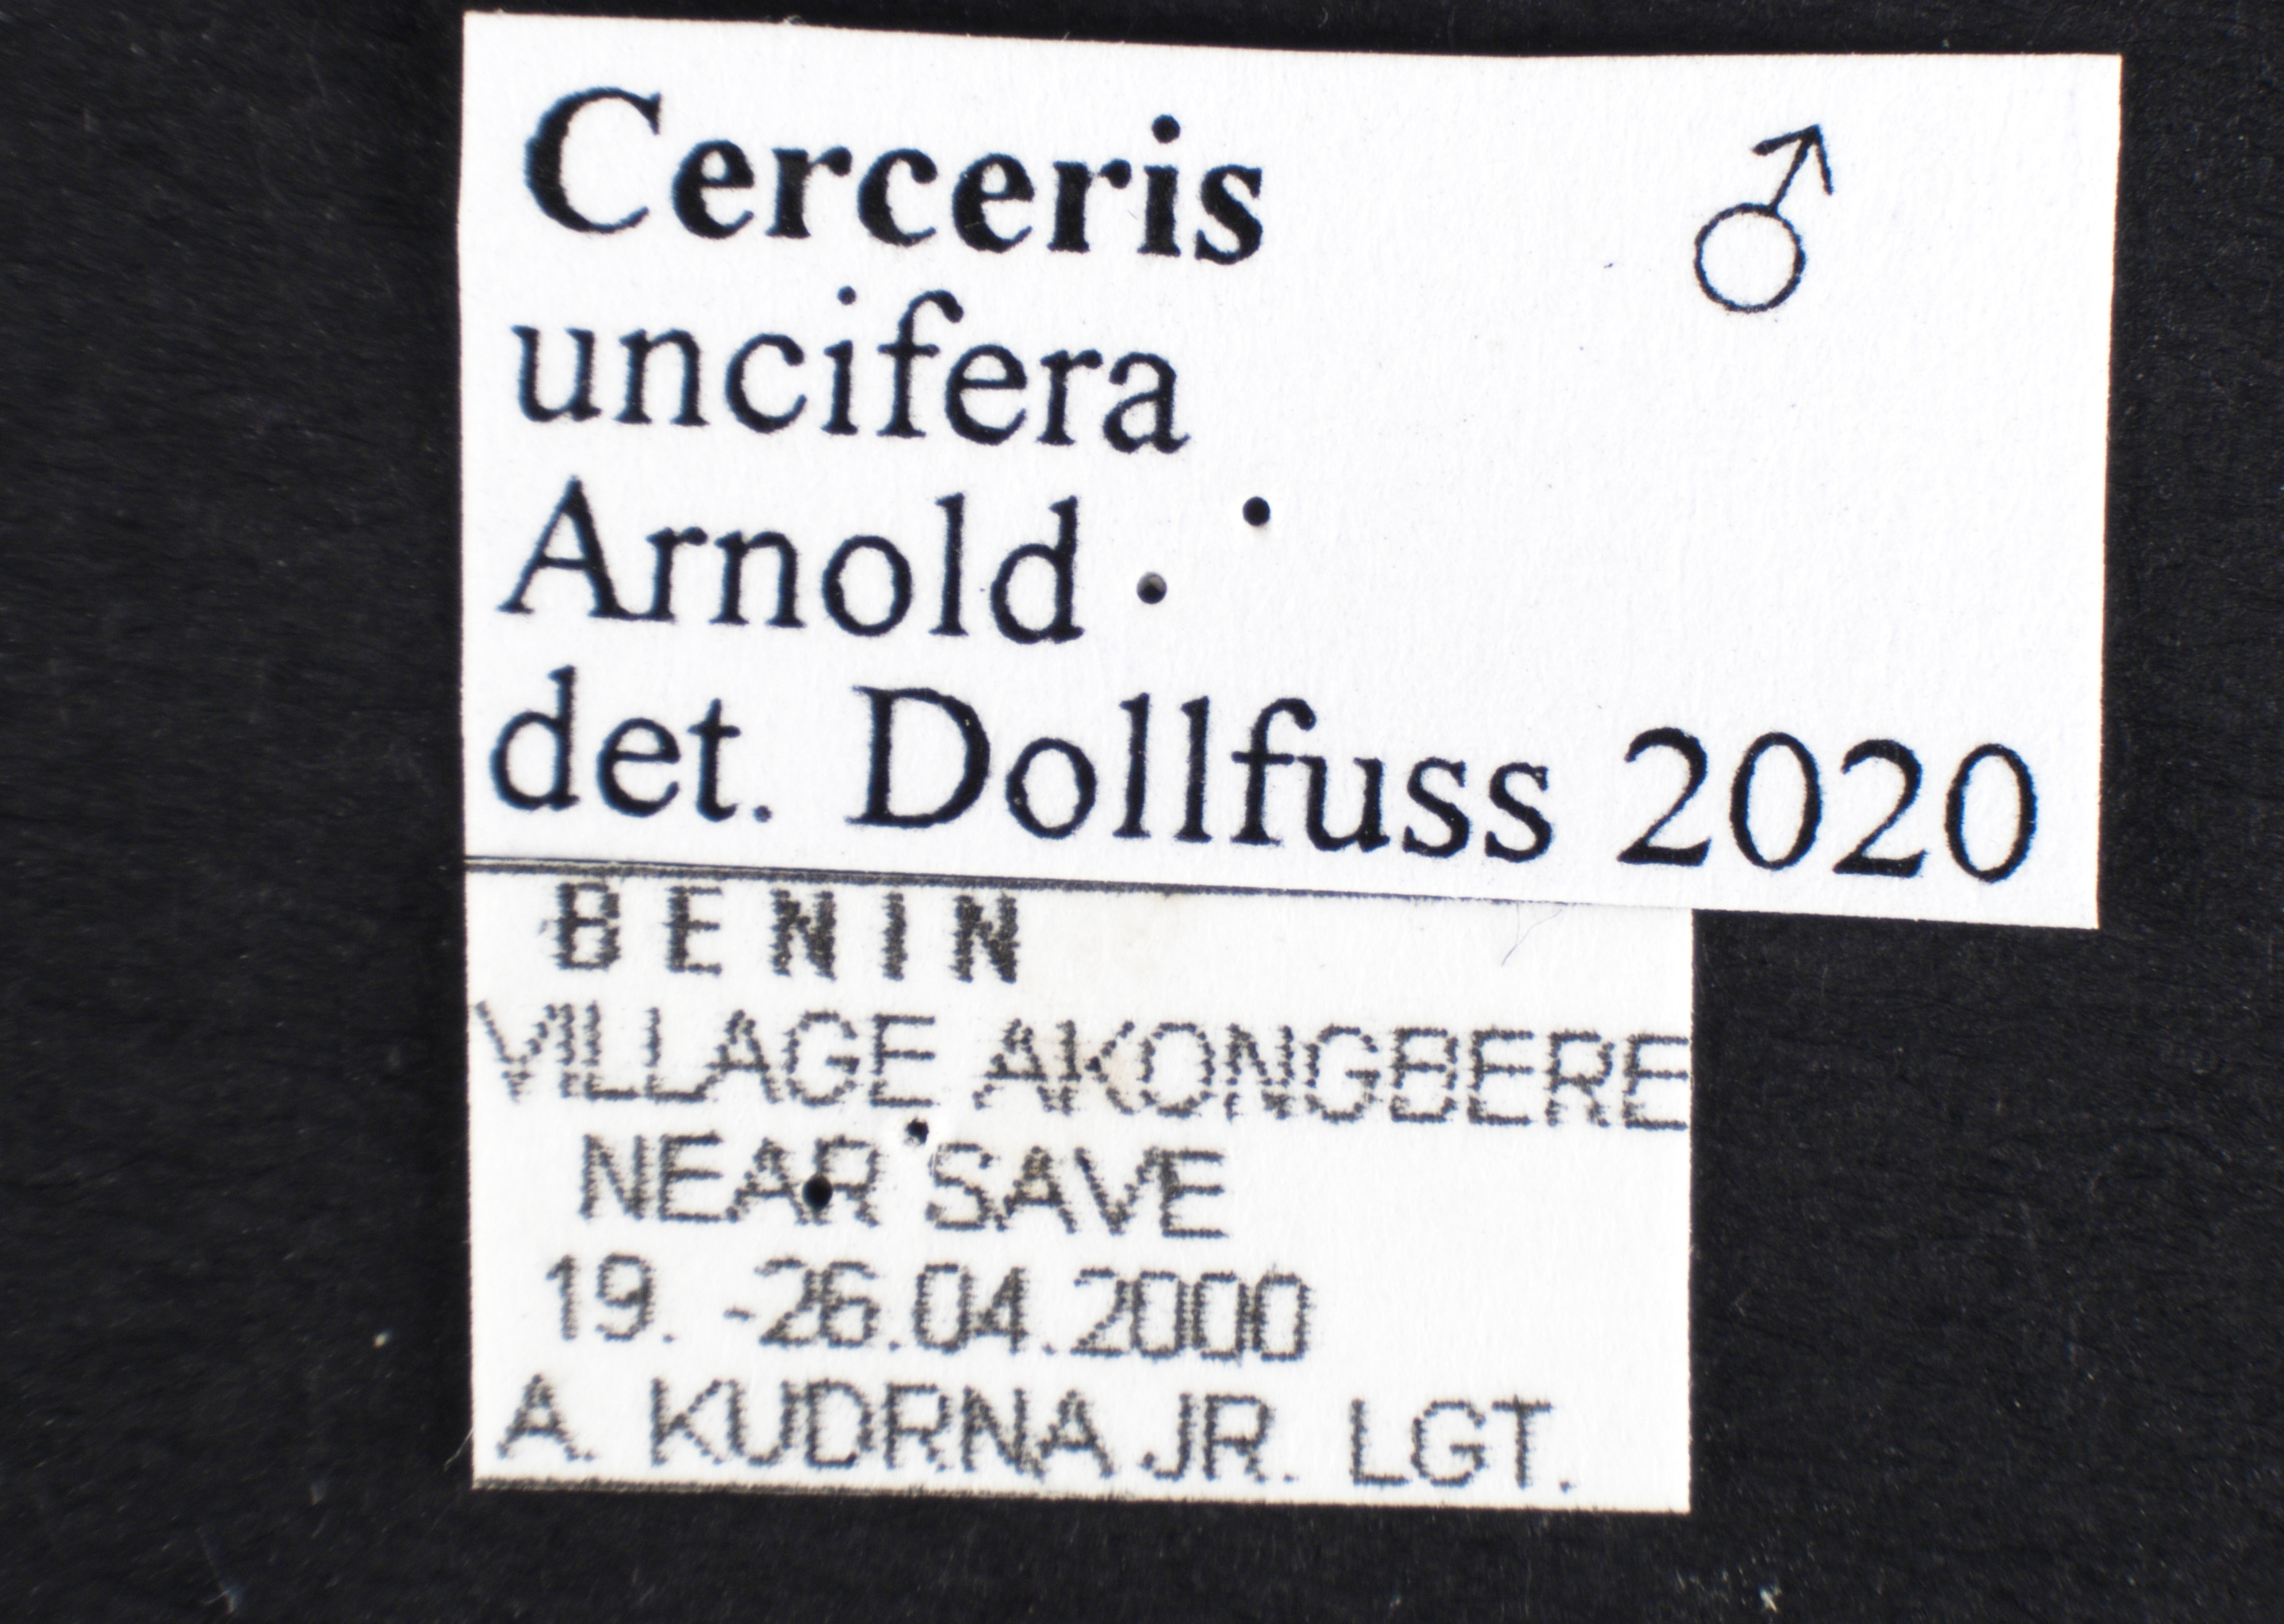 Cerceris ♂
uncifera
Arnold
det. Dollfuss 2020
BENIN
VILLAGE AKONGBERE
NEAR SAVE
19. -26.04.2000
A. KUDRNA JR. LGT.